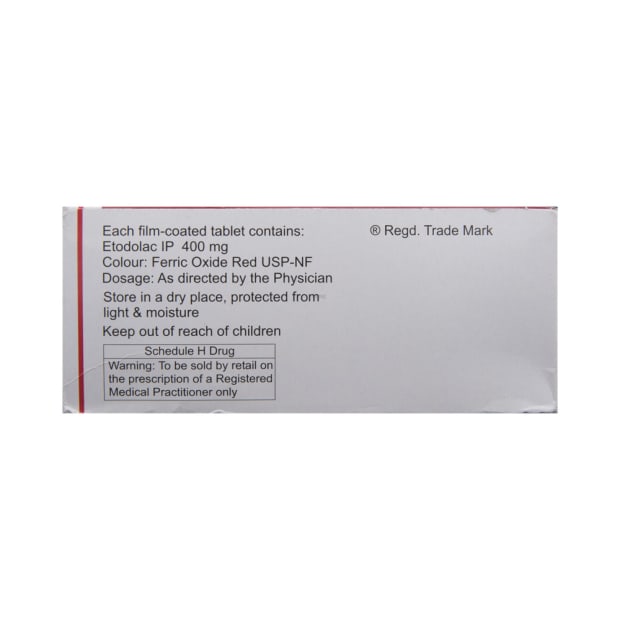 Each film-coated tablet contains:
Etodolac IP 400 mg
Colour: Ferric Oxide Red USP-NF
Dosage: As directed by the Physician
Store in a dry place, protected from
light & moisture
Keep out of reach of children
Schedule H Drug
Warning: To be sold by retail on
the prescription of a Registered
Medical Practitioner only
® Regd. Trade Mark